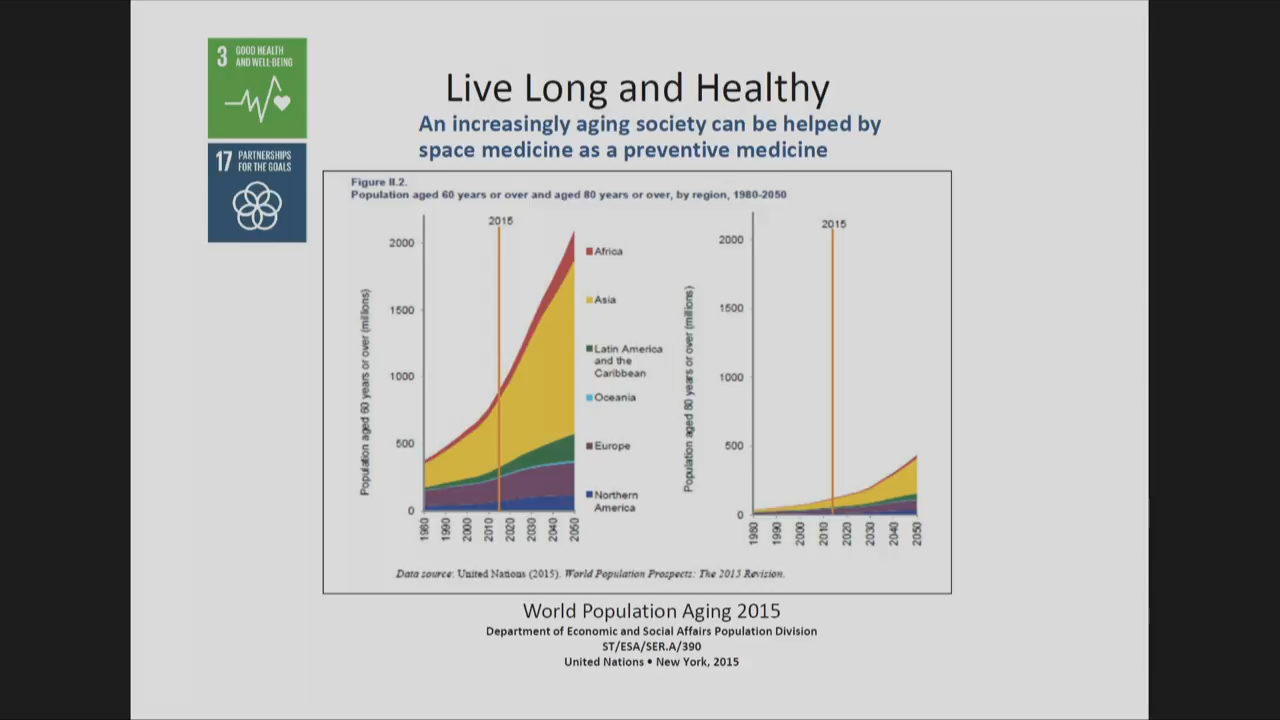 3 GOOD HEALTH
AND WELL-BEING
17 PARTNERSHIPS
FOR THE GOALS
Live Long and Healthy
An increasingly aging society can be helped by
space medicine as a preventive medicine
Figure II.2.
Population aged 60 years or over and aged 80 years or over, by region, 1980-2050
Population aged 60 years or over (millions)
2000
1500
1000
500
0
2015
1980
1990
2000
2010
2020
2030
2040
2050
Africa
Asia
Latin America
and the
Caribbean
Oceania
Europe
Northern
America
Population aged 80 years or over (millions)
2000
1500
1000
500
0
2015
1980
1990
2000
2010
2020
2030
2040
2050
Data source: United Nations (2015). World Population Prospects: The 2015 Revision.
World Population Aging 2015
Department of Economic and Social Affairs Population Division
ST/ESA/SER.A/390
United Nations • New York, 2015